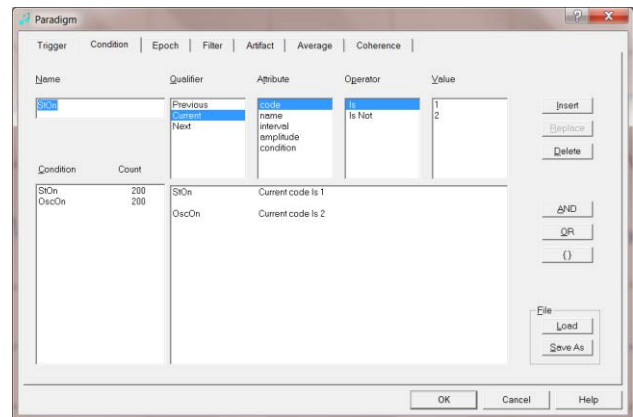 Paradigm
Trigger Condition Epoch Filter Artifact Average Coherence
Name Qualifier Attribute Operator Value
StOn
Previous
Current
Next
code
name
interval
amplitude
condition
Is
Is Not
1
2
Insert
Replace
Delete
Condition Count
StOn 200
OscOn 200
StOn Current code Is 1
OscOn Current code Is 2
AND
OR
{}
File
Load
Save As
OK Cancel Help